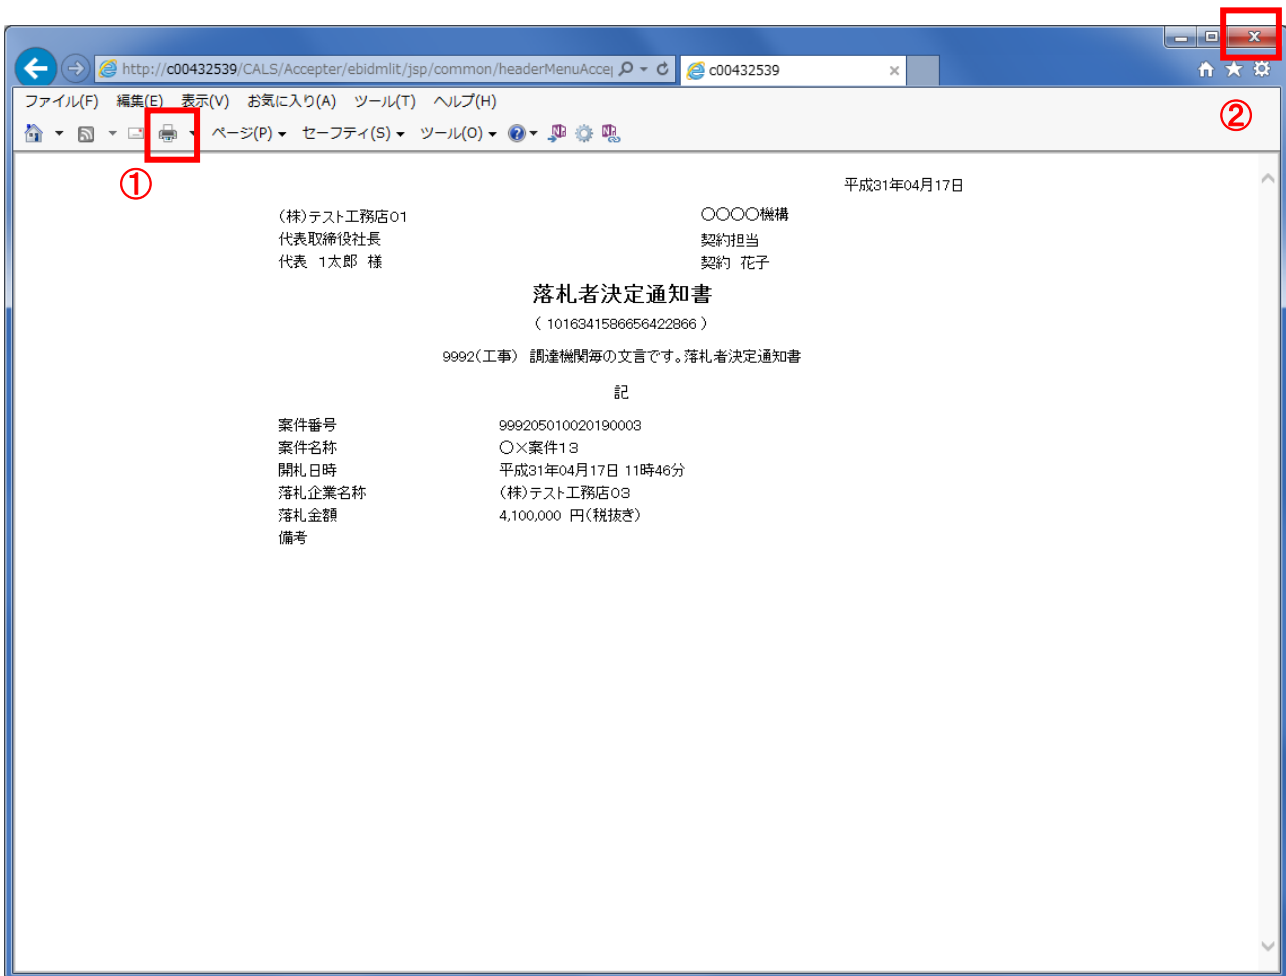 http://c00432539/CALS/Accepter/ebidmlit/jsp/common/headerMenuAccep
c00432539
ファイル(F) 編集(E) 表示(V) お気に入り(A) ツール(T) ヘルプ(H)
ページ(P) セーフティ(S) ツール(O)
①
②
平成31年04月17日
(株)テスト工務店01
〇〇〇〇機構
代表取締役社長
契約担当
代表 1太郎 様
契約 花子
落札者決定通知書
( 1016341586656422866 )
9992(工事) 調達機関毎の文言です。落札者決定通知書
記
案件番号 999205010020190003
案件名称 〇×案件13
開札日時 平成31年04月17日 11時46分
落札企業名称 (株)テスト工務店03
落札金額 4,100,000 円(税抜き)
備考